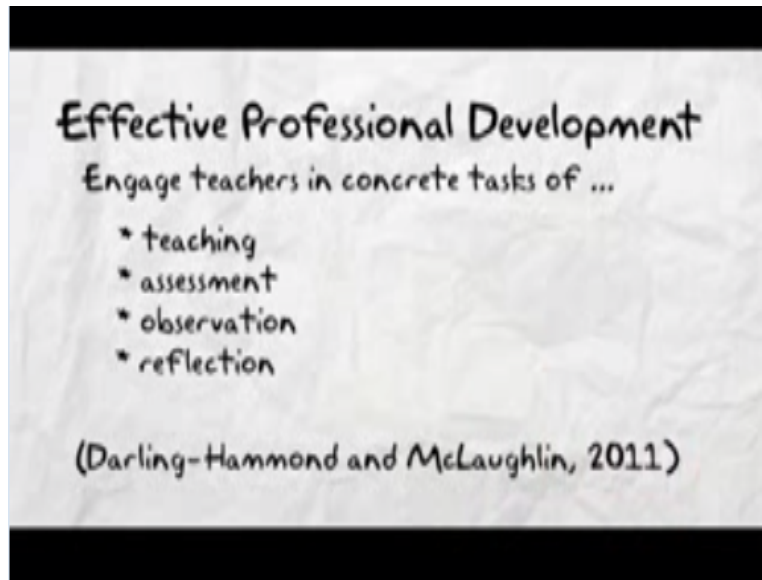 Effective Professional Development
Engage teachers in concrete tasks of ...
* teaching
* assessment
* observation
* reflection
(Darling-Hammond and McLaughlin, 2011)